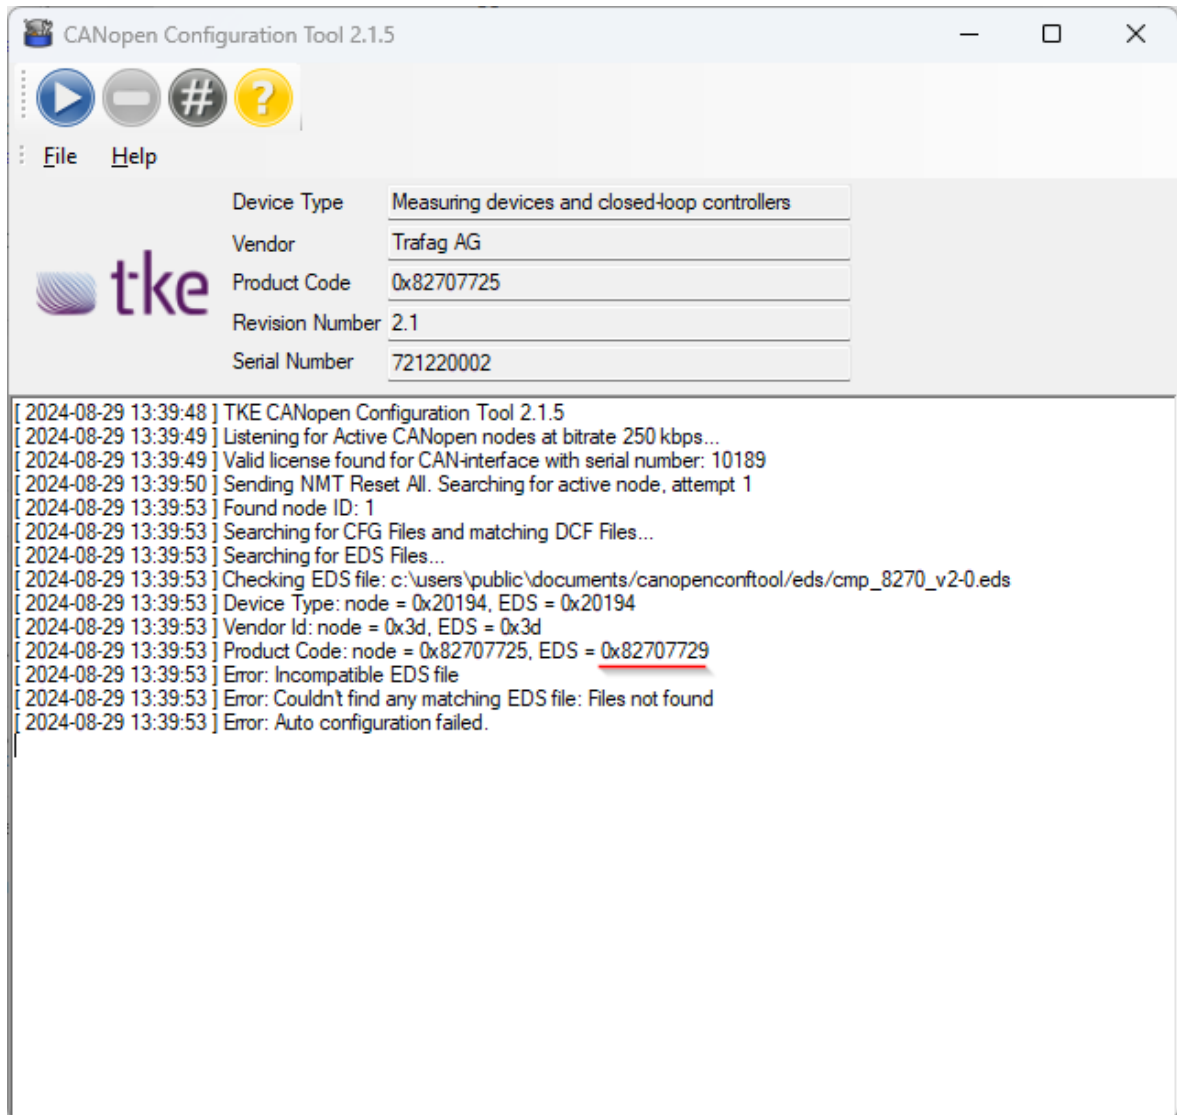 CANopen Configuration Tool 2.1.5
File Help
tke
Device Type Measuring devices and closed-loop controllers
Vendor Trafag AG
Product Code 0x82707725
Revision Number 2.1
Serial Number 721220002
[ 2024-08-29 13:39:48 ] TKE CANopen Configuration Tool 2.1.5
[ 2024-08-29 13:39:49 ] Listening for Active CANopen nodes at bitrate 250 kbps...
[ 2024-08-29 13:39:49 ] Valid license found for CAN-interface with serial number: 10189
[ 2024-08-29 13:39:50 ] Sending NMT Reset All. Searching for active node, attempt 1
[ 2024-08-29 13:39:53 ] Found node ID: 1
[ 2024-08-29 13:39:53 ] Searching for CFG Files and matching DCF Files...
[ 2024-08-29 13:39:53 ] Searching for EDS Files...
[ 2024-08-29 13:39:53 ] Checking EDS file: c:\users\public\documents/canopenconftool/eds/cmp_8270_v2-0.eds
[ 2024-08-29 13:39:53 ] Device Type: node = 0x20194, EDS = 0x20194
[ 2024-08-29 13:39:53 ] Vendor Id: node = 0x3d, EDS = 0x3d
[ 2024-08-29 13:39:53 ] Product Code: node = 0x82707725, EDS = 0x82707729
[ 2024-08-29 13:39:53 ] Error: Incompatible EDS file
[ 2024-08-29 13:39:53 ] Error: Couldn't find any matching EDS file: Files not found
[ 2024-08-29 13:39:53 ] Error: Auto configuration failed.